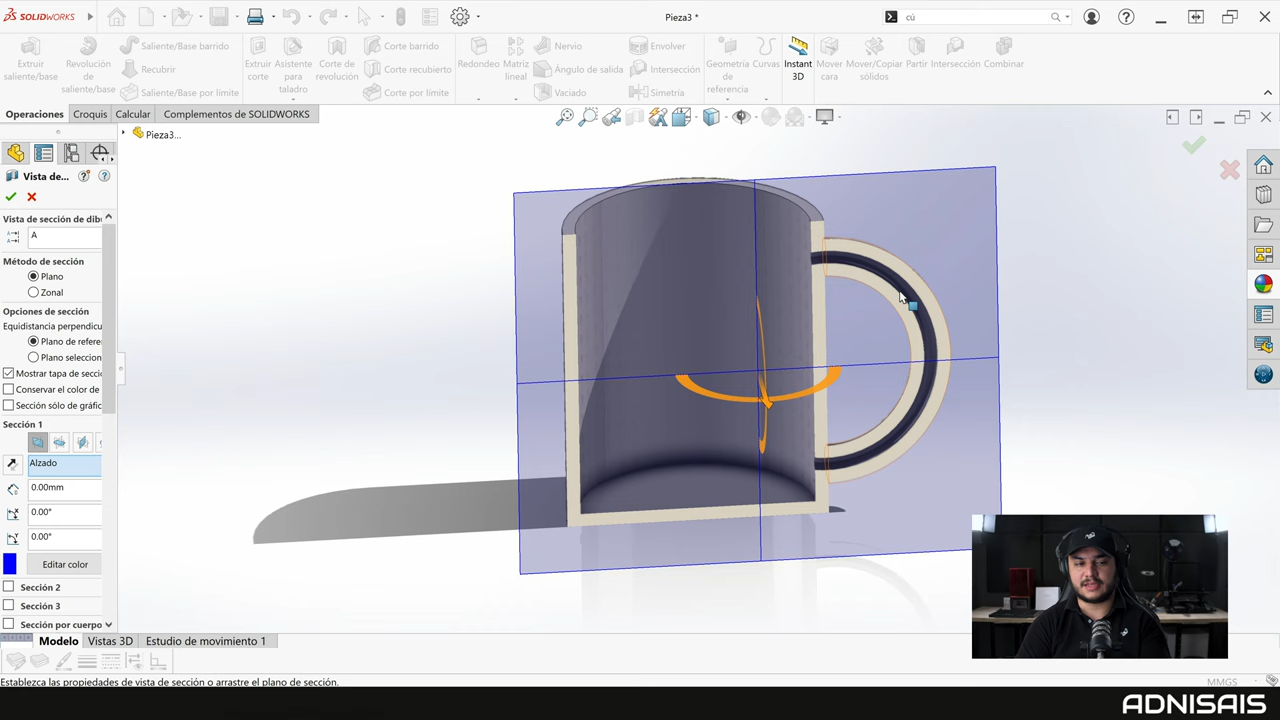 SOLIDWORKS
Pieza3 *
cú
Extruir saliente/base
Revolución de saliente/base
Saliente/Base barrido
Recubrir
Saliente/Base por límite
Extruir corte
Asistente para taladro
Corte de revolución
Corte barrido
Corte recubierto
Corte por límite
Redondeo
Matriz lineal
Nervio
Ángulo de salida
Vaciado
Envolver
Intersección
Simetría
Geometría de referencia
Curvas
Instant 3D
Mover cara
Mover/Copiar sólidos
Partir
Intersección
Combinar
Operaciones
Croquis
Calcular
Complementos de SOLIDWORKS
Pieza3...
Vista de...
Vista de sección de dibu
A
Método de sección
Plano
Zonal
Opciones de sección
Equidistancia perpendicu
Plano de refere
Plano seleccion
Mostrar tapa de secci
Conservar el color de
Sección sólo de gráfic
Sección 1
Alzado
0.00mm
0.00°
0.00°
Editar color
Sección 2
Sección 3
Sección por cuerpo
Modelo
Vistas 3D
Estudio de movimiento 1
Establezca las propiedades de vista de sección o arrastre el plano de sección.
MMGS
ADNISAIS